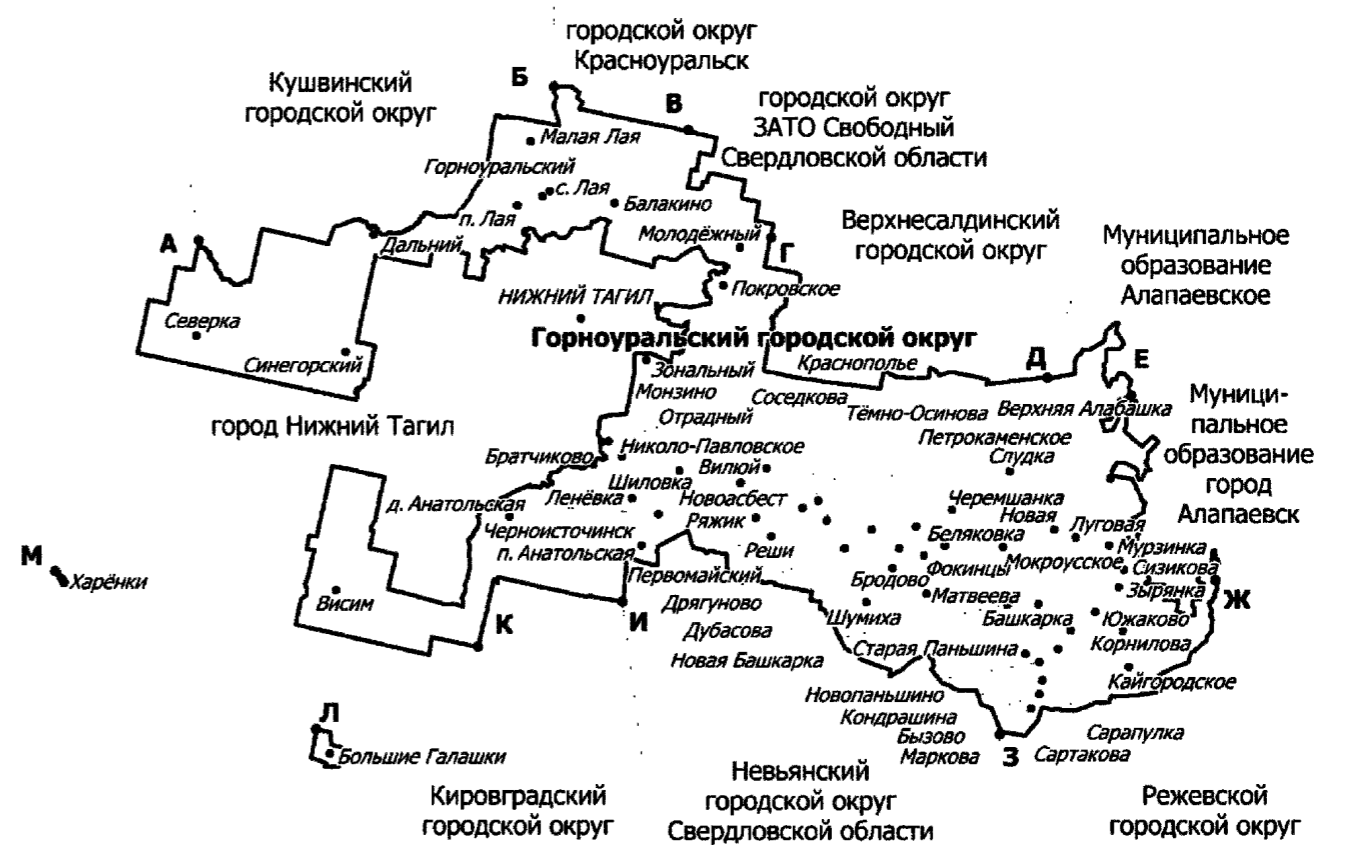 городской округ
Красноуральск
Б
Кушвинский
городской округ
В
городской округ
ЗАТО Свободный
Свердловской области
Малая Лая
Горноуральский
с. Лая
п. Лая
Балакино
А
Дальний
Молодёжный
Г
Верхнесалдинский
городской округ
Муниципальное
образование
Алапаевское
НИЖНИЙ ТАГИЛ
Покровское
Северка
Синегорский
Горноуральский городской округ
Зональный
Краснополье
Д
Е
Монзино
Соседкова
Отрадный
Тёмно-Осинова
Верхняя Алабашка
Муници-
пальное
образование
город
Алапаевск
город Нижний Тагил
Братчиково
Николо-Павловское
Петрокаменское
Слудка
Вилюй
Шиловка
д. Анатольская
Ленёвка
Новоасбест
Черемшанка
Новая
Луговая
Черноисточинск
Ряжик
Беляковка
п. Анатольская
Реши
Мокроусское
Мурзинка
М
Харёнки
Первомайский
Бродово
Фокинцы
Сизикова
Висим
Дрягуново
Матвеева
Зырянка
Ж
К
И
Шумиха
Башкарка
Южаково
Дубасова
Корнилова
Новая Башкарка
Старая Паньшина
Кайгородское
Новопаньшино
Кондрашина
Бызово
Маркова
З
Сарапулка
Сартакова
Л
Большие Галашки
Кировградский
городской округ
Невьянский
городской округ
Свердловской области
Режевской
городской округ